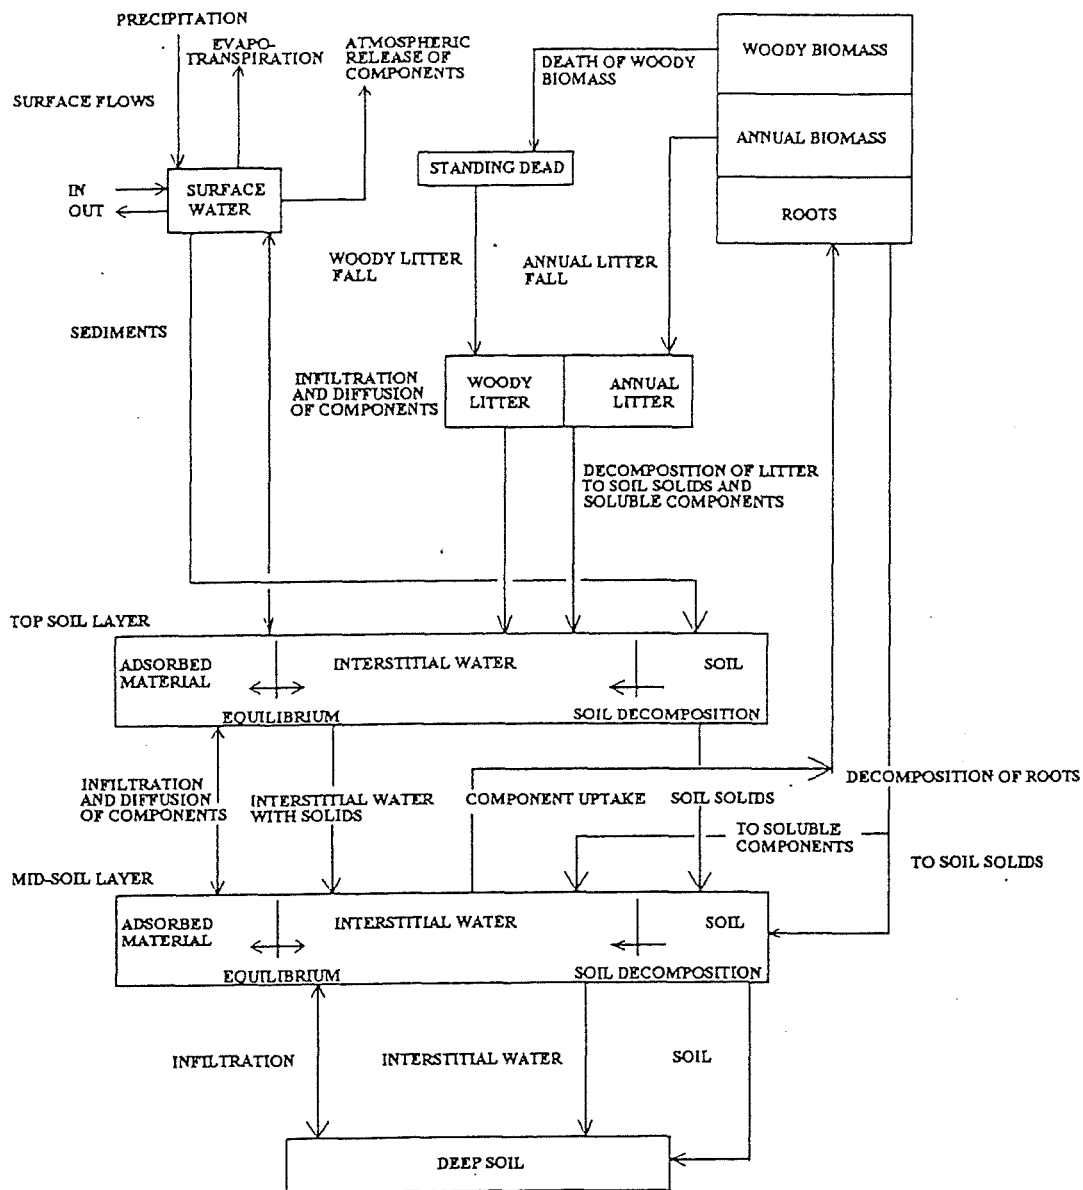 PRECIPITATION
EVAPO-
TRANSPIRATION
ATMOSPHERIC
RELEASE OF
COMPONENTS
SURFACE FLOWS
IN
OUT
SURFACE
WATER
DEATH OF WOODY
BIOMASS
WOODY BIOMASS
ANNUAL BIOMASS
ROOTS
STANDING DEAD
WOODY LITTER
FALL
ANNUAL LITTER
FALL
SEDIMENTS
INFILTRATION
AND DIFFUSION
OF COMPONENTS
WOODY
LITTER
ANNUAL
LITTER
DECOMPOSITION OF LITTER
TO SOIL SOLIDS AND
SOLUBLE COMPONENTS
TOP SOIL LAYER
ADSORBED
MATERIAL
INTERSTITIAL WATER
SOIL
EQUILIBRIUM
SOIL DECOMPOSITION
INFILTRATION
AND DIFFUSION
OF COMPONENTS
INTERSTITIAL WATER
WITH SOLIDS
COMPONENT UPTAKE
SOIL SOLIDS
DECOMPOSITION OF ROOTS
TO SOLUBLE
COMPONENTS
TO SOIL SOLIDS
MID-SOIL LAYER
ADSORBED
MATERIAL
INTERSTITIAL WATER
SOIL
EQUILIBRIUM
SOIL DECOMPOSITION
INFILTRATION
INTERSTITIAL WATER
SOIL
DEEP SOIL